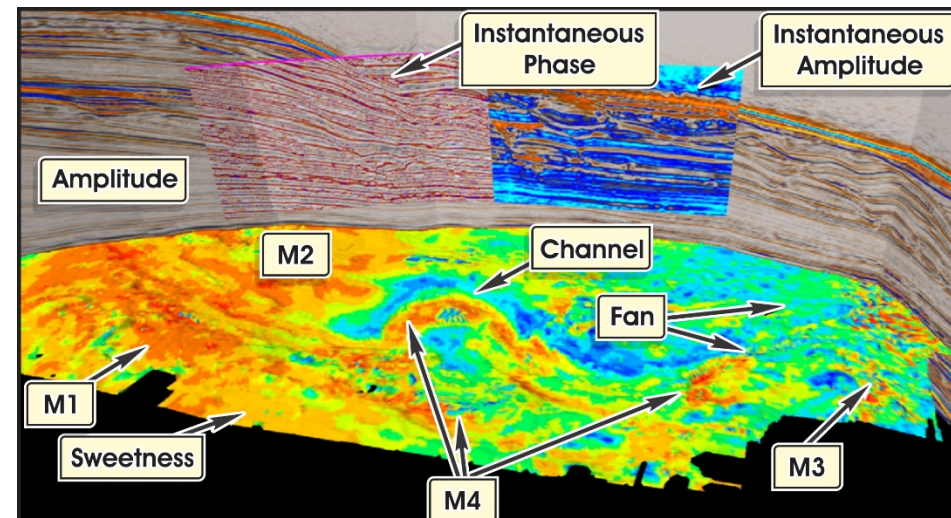 Instantaneous
Phase
Instantaneous
Amplitude
Amplitude
M2
Channel
Fan
M1
Sweetness
M4
M3